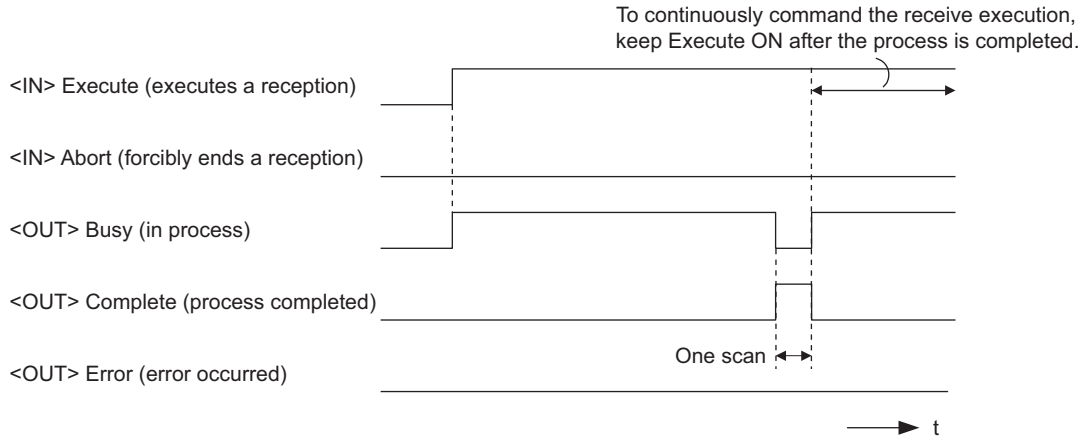 To continuously command the receive execution,
keep Execute ON after the process is completed.
<IN> Execute (executes a reception)
<IN> Abort (forcibly ends a reception)
<OUT> Busy (in process)
<OUT> Complete (process completed)
One scan
<OUT> Error (error occurred)
t